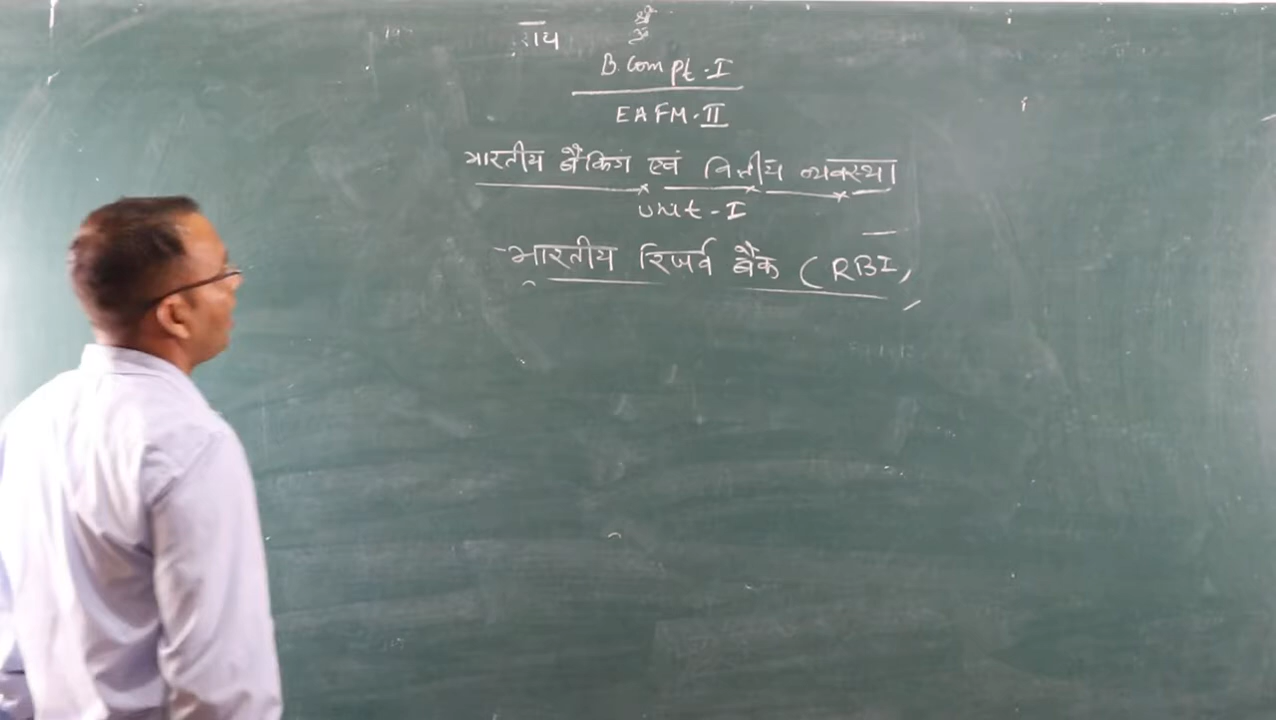 श्री
B.Com pt.I
EAFM.II
भारतीय बैंकिंग एवं वित्तीय व्यवस्था
Unit-I
भारतीय रिजर्व बैंक (RBI,